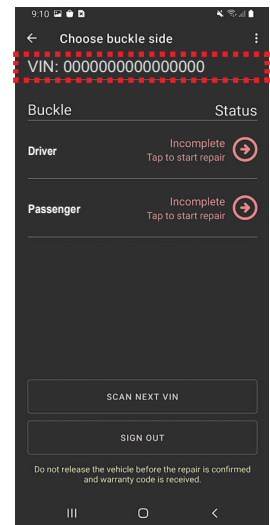 9:10
Choose buckle side
VIN: 0000000000000000
Buckle Status
Driver Incomplete
Tap to start repair
Passenger Incomplete
Tap to start repair
SCAN NEXT VIN
SIGN OUT
Do not release the vehicle before the repair is confirmed
and warranty code is received.